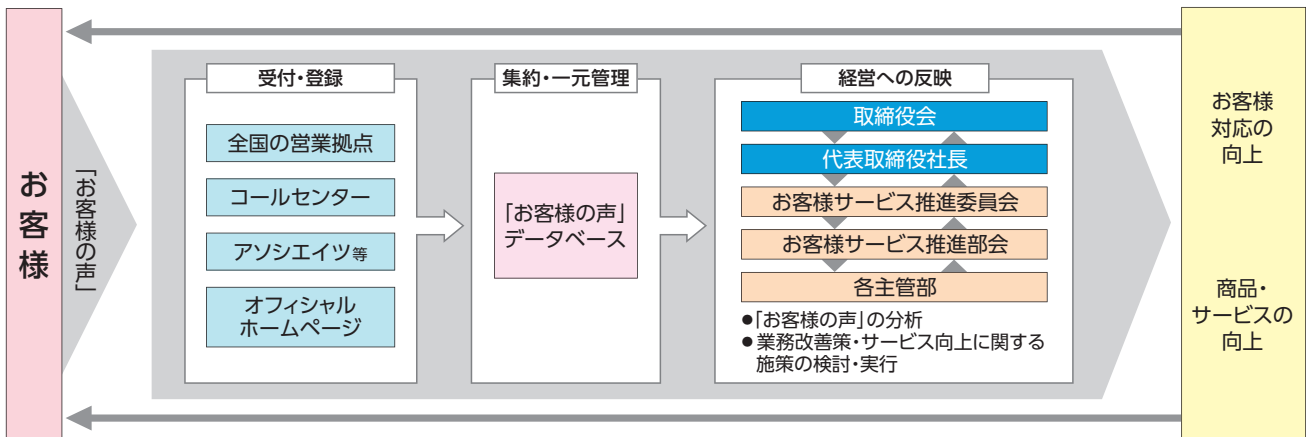 お客様
「お客様の声」
受付・登録
全国の営業拠点
コールセンター
アソシエイツ等
オフィシャル
ホームページ
集約・一元管理
「お客様の声」
データベース
経営への反映
取締役会
代表取締役社長
お客様サービス推進委員会
お客様サービス推進部会
各主管部
●「お客様の声」の分析
●業務改善策・サービス向上に関する
施策の検討・実行
お客様
対応の
向上
商品・
サービスの
向上